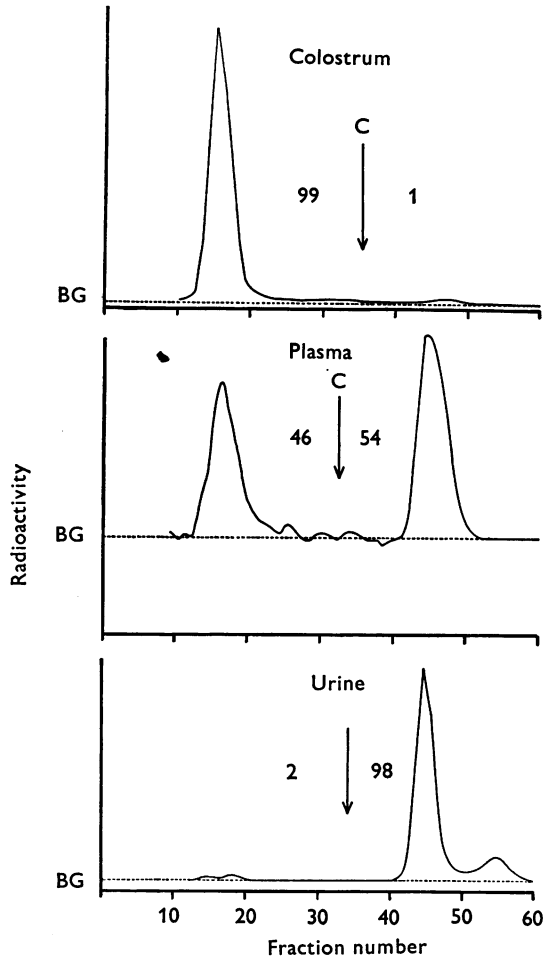 Colostrum
C
99 1
BG
Plasma
C
46 54
BG
Radioactivity
Urine
2 98
BG
10 20 30 40 50 60
Fraction number